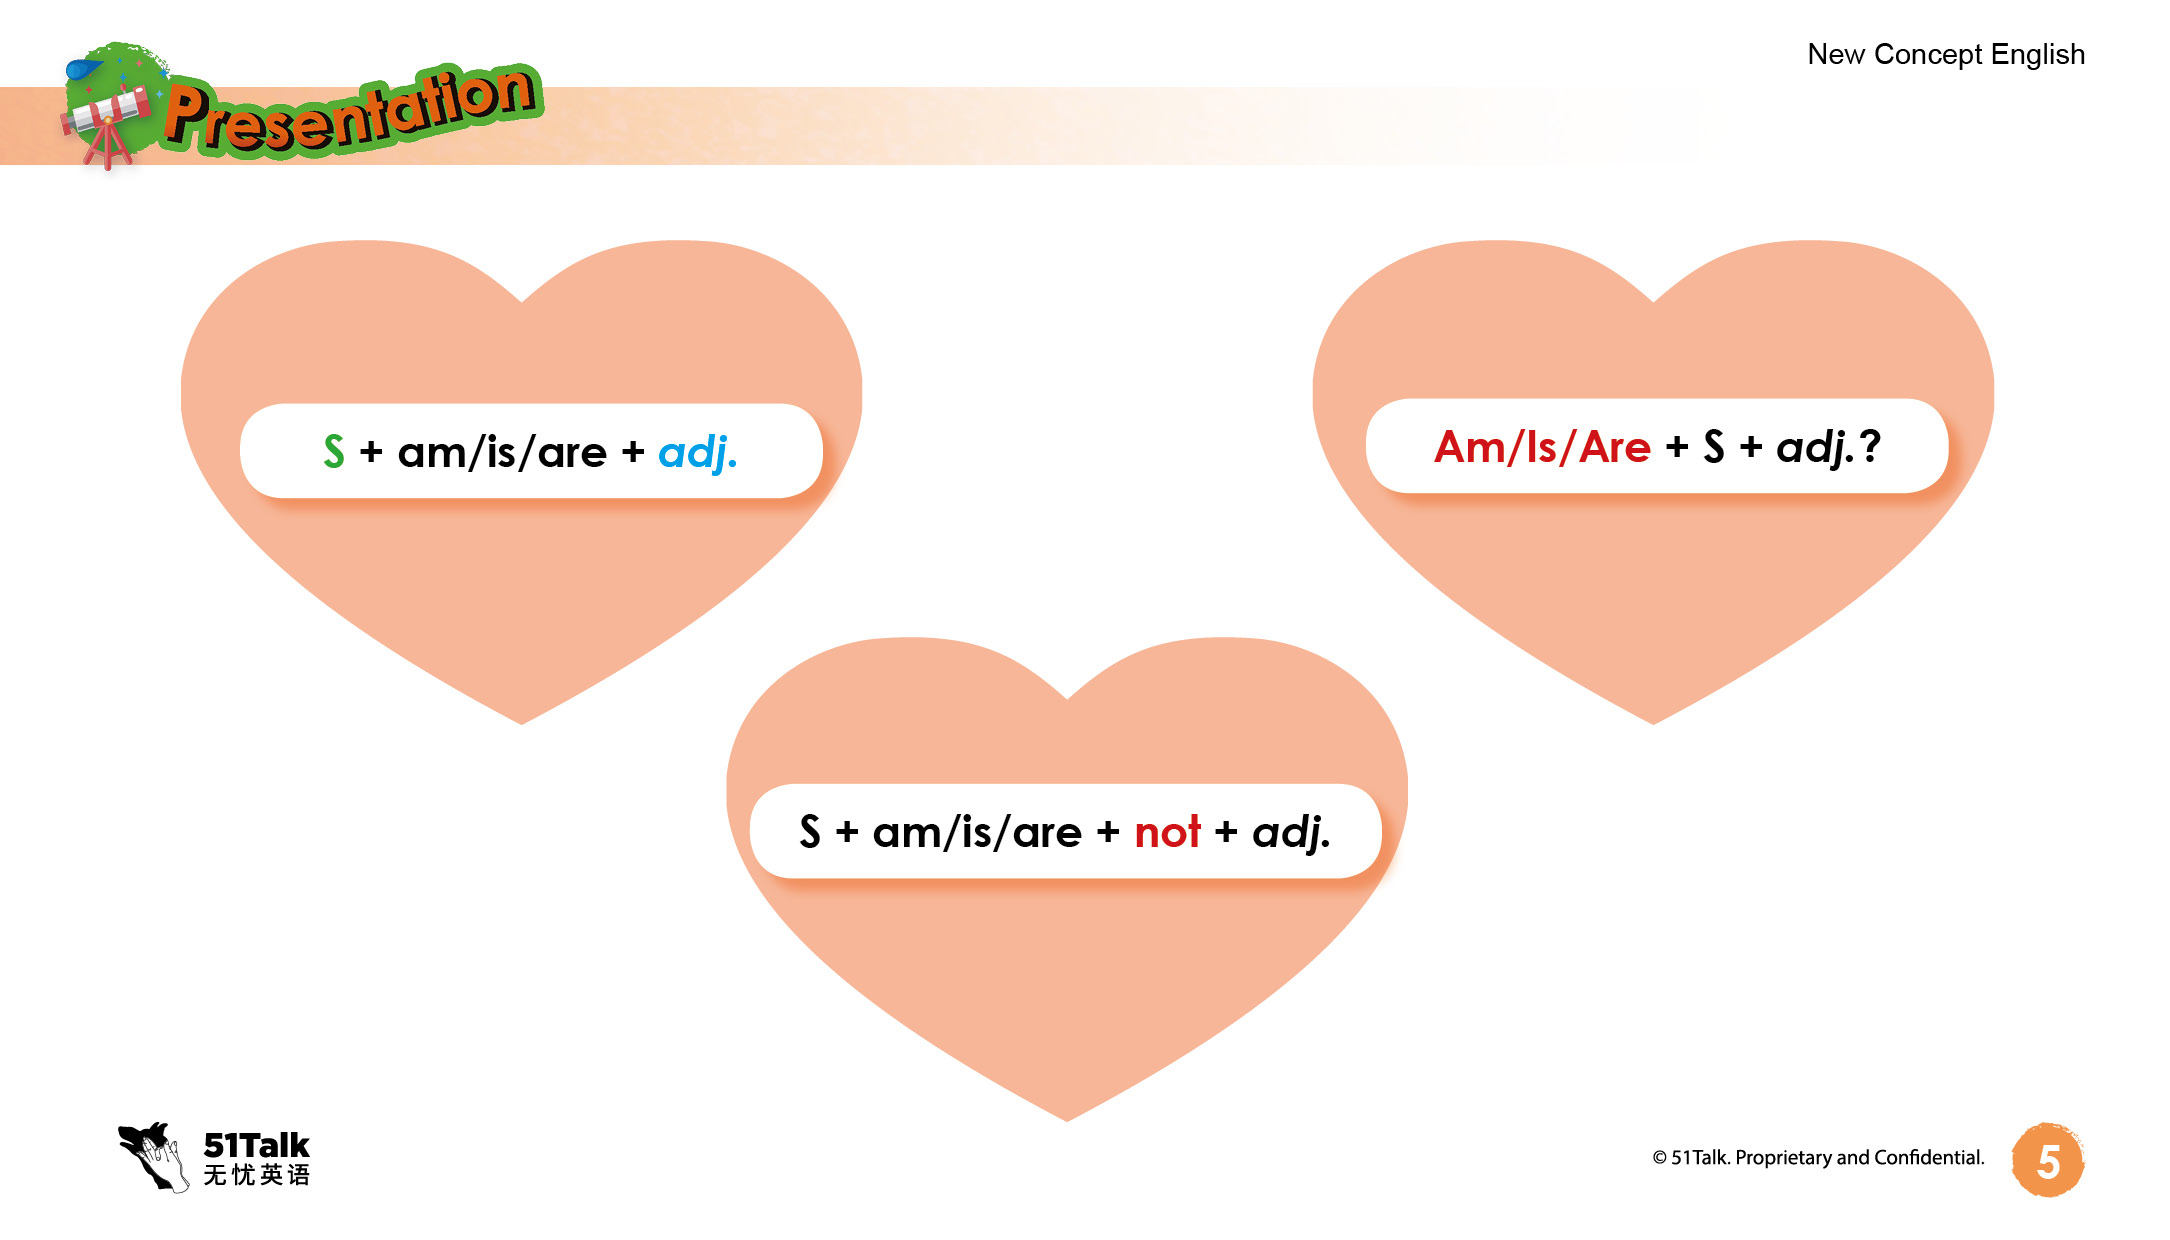 New Concept English
Presentation
S + am/is/are + adj.
Am/Is/Are + S + adj.?
S + am/is/are + not + adj.
51Talk
无忧英语
© 51Talk. Proprietary and Confidential.
5